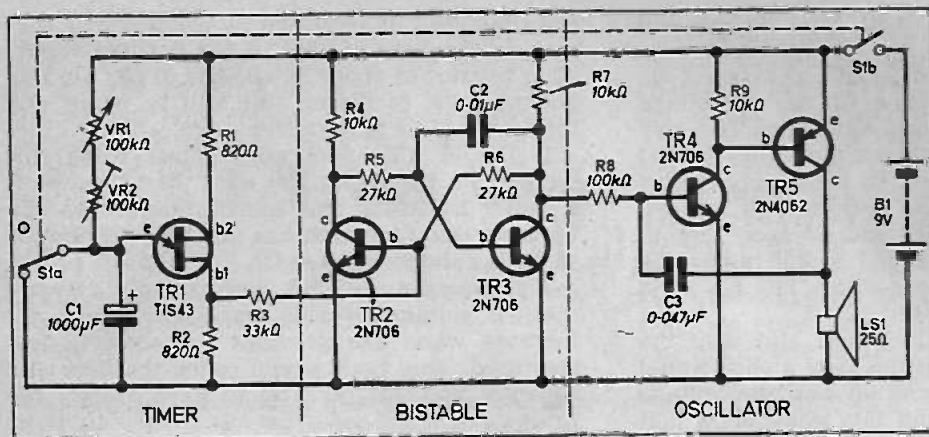 S1b
VR1
100kΩ
VR2
100kΩ
R1
820Ω
R4
10kΩ
C2
0·01μF
R7
10kΩ
R5
27kΩ
R6
27kΩ
R8
100kΩ
R9
10kΩ
TR4
2N706
b
c
e
TR5
2N4062
b
e
c
B1
9V
S1a
C1
1000μF
+
e
b2'
b1
TR1
TIS43
R2
820Ω
R3
33kΩ
c
b
e
TR2
2N706
b
c
e
TR3
2N706
C3
0·047μF
LS1
25Ω
TIMER
BISTABLE
OSCILLATOR